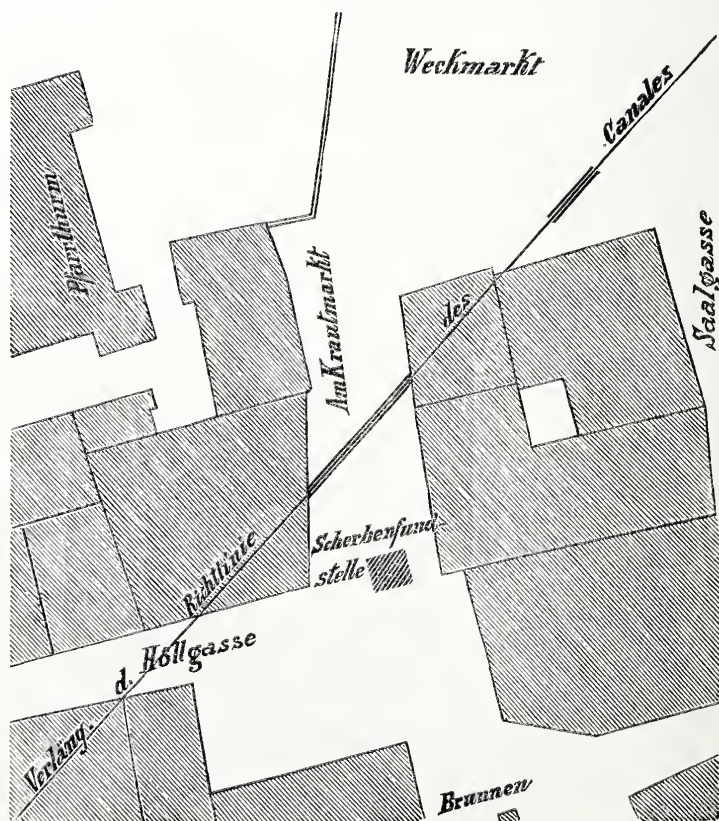 Weckmarkt
Pfarrthurm
Am Krautmarkt
Saalgasse
Verläng. d. Richtlinie des Canales
Scherbenfund-
stelle
Höllgasse
Brunnen